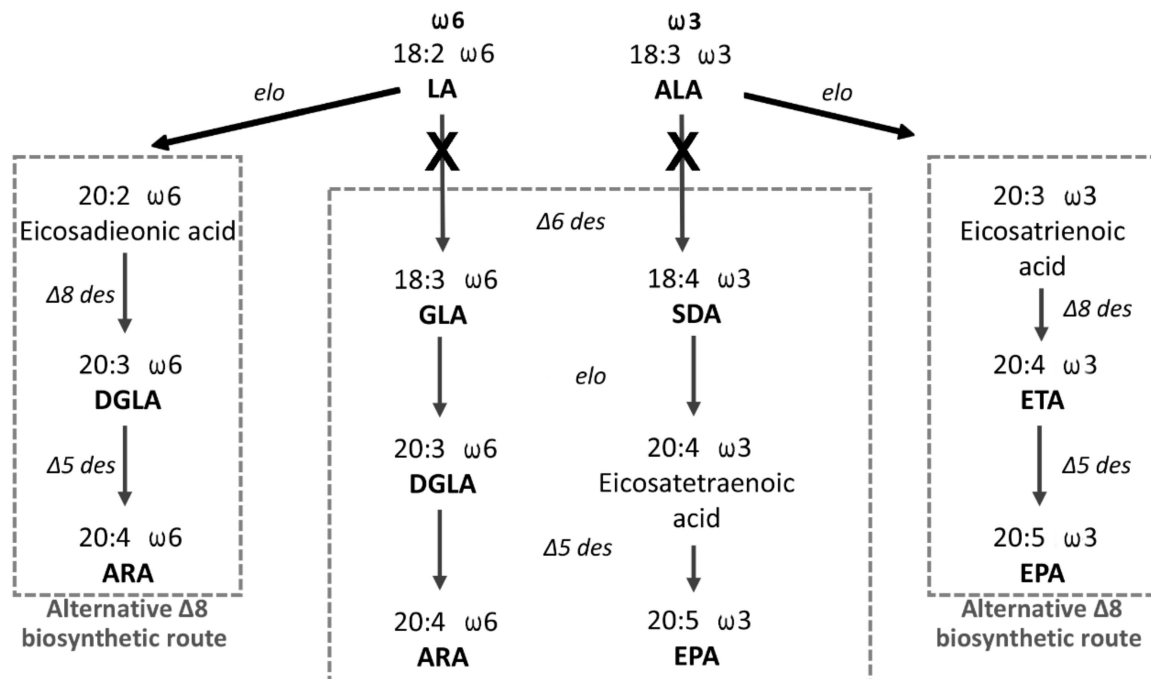 ω6
18:2 ω6
LA
ω3
18:3 ω3
ALA
elo
elo
X
X
20:2 ω6
Eicosadieonic acid
Δ8 des
20:3 ω6
DGLA
Δ5 des
20:4 ω6
ARA
Alternative Δ8
biosynthetic route
Δ6 des
18:3 ω6
GLA
18:4 ω3
SDA
elo
20:3 ω6
DGLA
20:4 ω3
Eicosatetraenoic
acid
Δ5 des
20:4 ω6
ARA
20:5 ω3
EPA
20:3 ω3
Eicosatrienoic
acid
Δ8 des
20:4 ω3
ETA
Δ5 des
20:5 ω3
EPA
Alternative Δ8
biosynthetic route